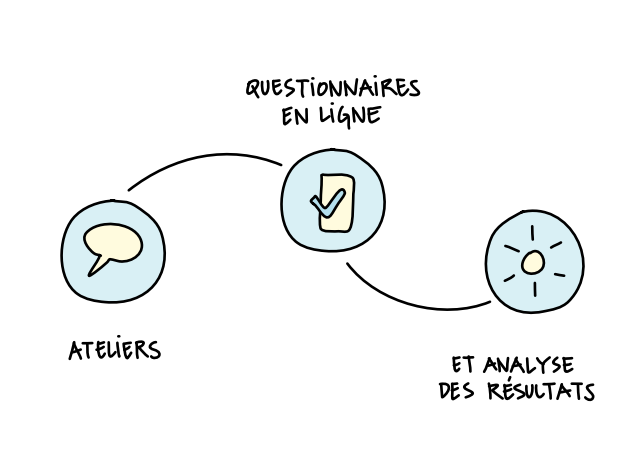 QUESTIONNAIRES
EN LIGNE
ATELIERS
ET ANALYSE
DES RÉSULTATS